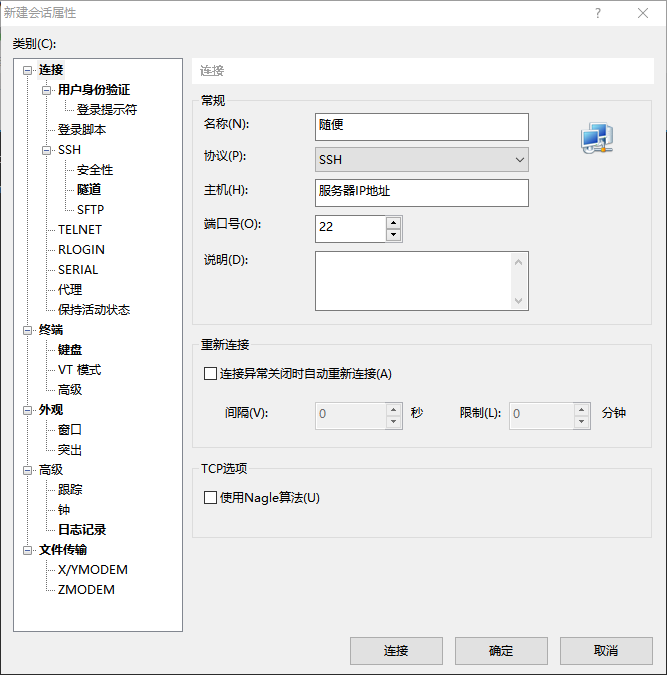 新建会话属性
类别(C):
连接
用户身份验证
登录提示符
登录脚本
SSH
安全性
隧道
SFTP
TELNET
RLOGIN
SERIAL
代理
保持活动状态
终端
键盘
VT 模式
高级
外观
窗口
突出
高级
跟踪
钟
日志记录
文件传输
X/YMODEM
ZMODEM
连接
常规
名称(N): 随便
协议(P): SSH
主机(H): 服务器IP地址
端口号(O): 22
说明(D):
重新连接
连接异常关闭时自动重新连接(A)
间隔(V): 0 秒 限制(L): 0 分钟
TCP选项
使用Nagle算法(U)
连接 确定 取消